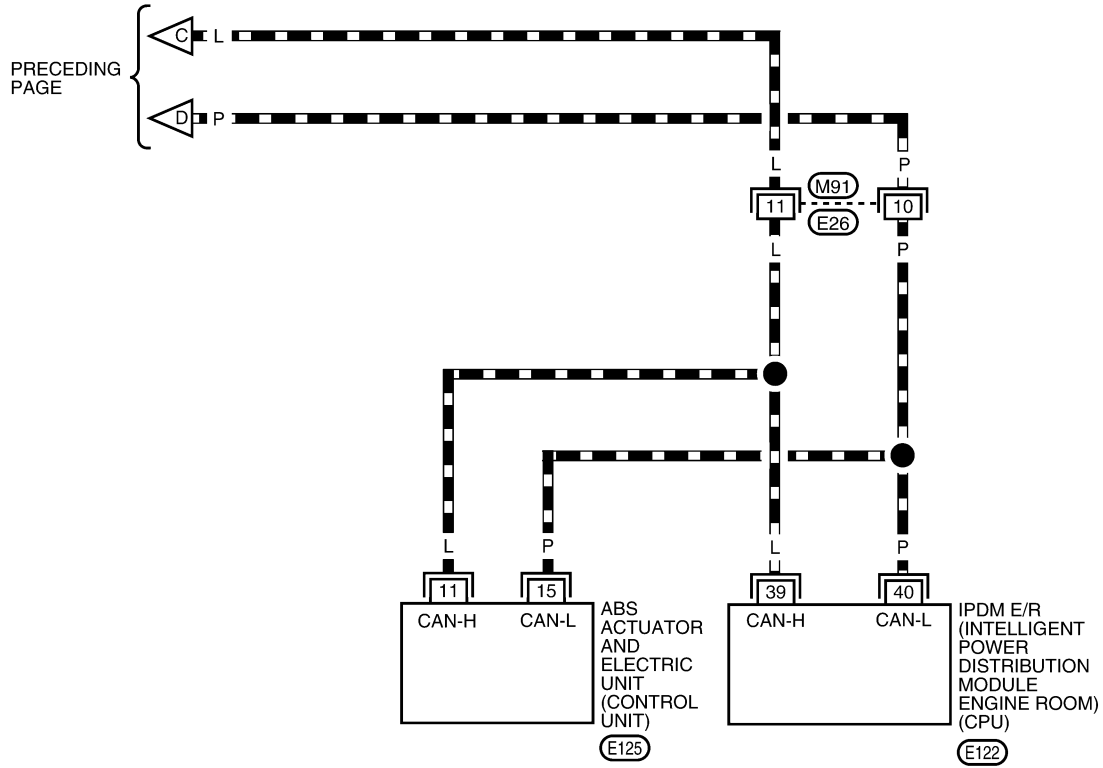 C L
PRECEDING
PAGE
D P
L P
M91
11 10
E26
L P
L P L P
11 15 39 40
CAN-H CAN-L CAN-H CAN-L
ABS
ACTUATOR
AND
ELECTRIC
UNIT
(CONTROL
UNIT)
E125
IPDM E/R
(INTELLIGENT
POWER
DISTRIBUTION
MODULE
ENGINE ROOM)
(CPU)
E122